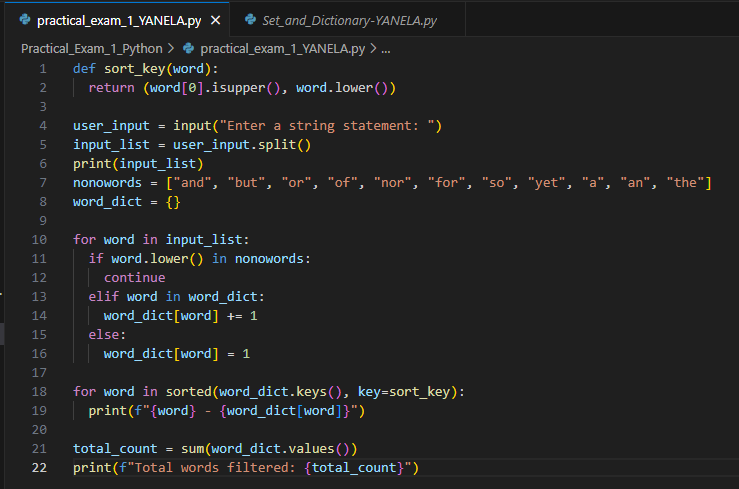 practical_exam_1_YANELA.py × Set_and_Dictionary-YANELA.py
Practical_Exam_1_Python > practical_exam_1_YANELA.py > ...
1 def sort_key(word):
2   return (word[0].isupper(), word.lower())
3
4 user_input = input("Enter a string statement: ")
5 input_list = user_input.split()
6 print(input_list)
7 nonowords = ["and", "but", "or", "of", "nor", "for", "so", "yet", "a", "an", "the"]
8 word_dict = {}
9
10 for word in input_list:
11   if word.lower() in nonowords:
12     continue
13   elif word in word_dict:
14     word_dict[word] += 1
15   else:
16     word_dict[word] = 1
17
18 for word in sorted(word_dict.keys(), key=sort_key):
19   print(f"{word} - {word_dict[word]}")
20
21 total_count = sum(word_dict.values())
22 print(f"Total words filtered: {total_count}")